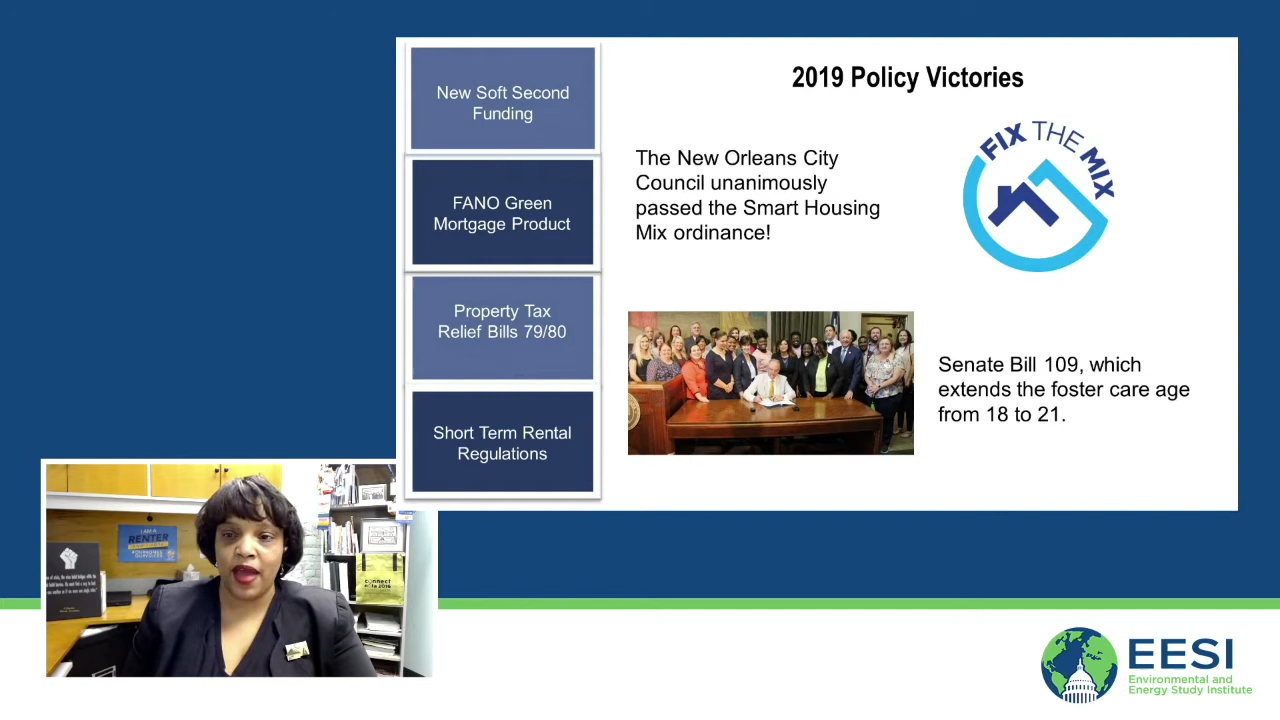 New Soft Second
Funding
FANO Green
Mortgage Product
Property Tax
Relief Bills 79/80
Short Term Rental
Regulations
2019 Policy Victories
The New Orleans City
Council unanimously
passed the Smart Housing
Mix ordinance!
FIX THE MIX
Senate Bill 109, which
extends the foster care age
from 18 to 21.
I AM A
RENTER
connect
nola 2016
EESI
Environmental and
Energy Study Institute